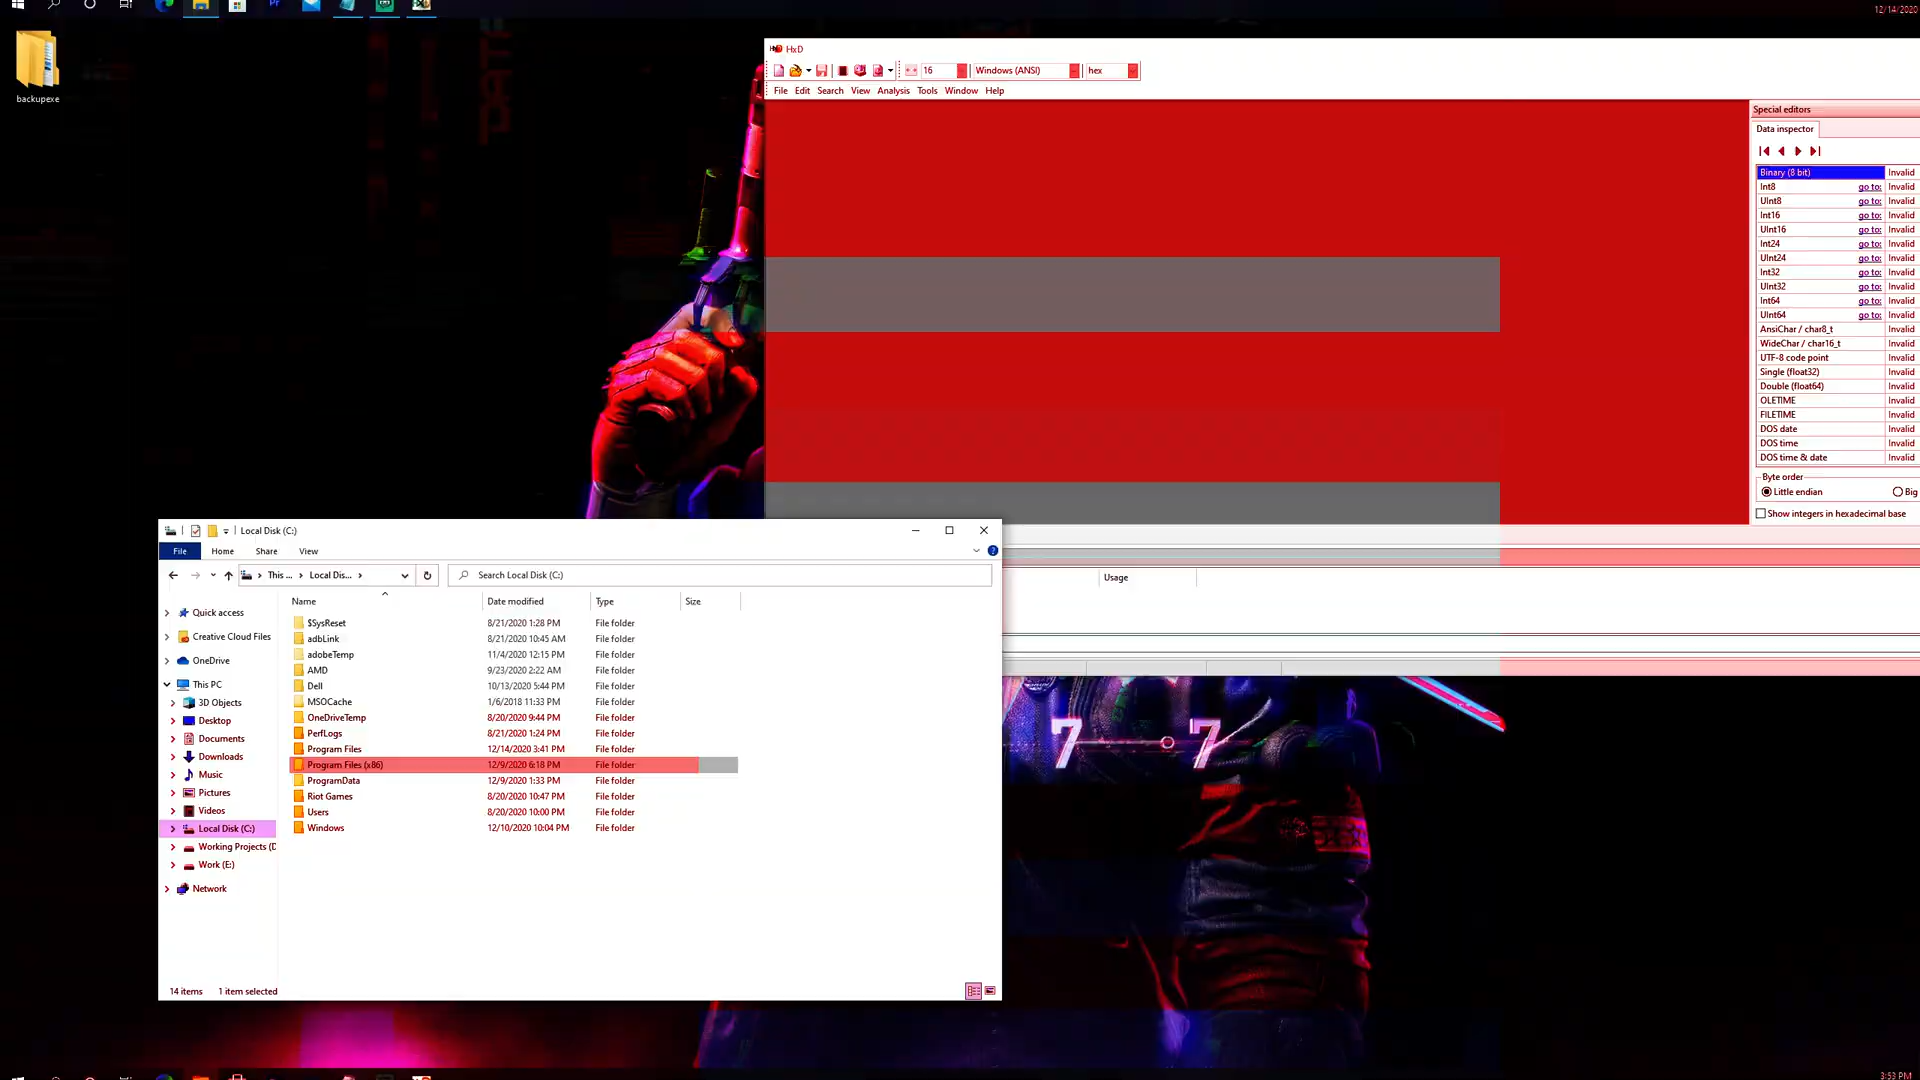 12/14/2020
backupexe
HxD
16 Windows (ANSI) hex
File Edit Search View Analysis Tools Window Help
Special editors
Data inspector
Binary (8 bit) Invalid
Int8 go to: Invalid
UInt8 go to: Invalid
Int16 go to: Invalid
UInt16 go to: Invalid
Int24 go to: Invalid
UInt24 go to: Invalid
Int32 go to: Invalid
UInt32 go to: Invalid
Int64 go to: Invalid
UInt64 go to: Invalid
AnsiChar / char8_t Invalid
WideChar / char16_t Invalid
UTF-8 code point Invalid
Single (float32) Invalid
Double (float64) Invalid
OLETIME Invalid
FILETIME Invalid
DOS date Invalid
DOS time Invalid
DOS time & date Invalid
Byte order
Little endian Big
Show integers in hexadecimal base
Usage
Local Disk (C:)
File Home Share View
This ... Local Dis... Search Local Disk (C:)
Name Date modified Type Size
Quick access
Creative Cloud Files
OneDrive
This PC
3D Objects
Desktop
Documents
Downloads
Music
Pictures
Videos
Local Disk (C:)
Working Projects (D
Work (E:)
Network
$SysReset 8/21/2020 1:28 PM File folder
adbLink 8/21/2020 10:45 AM File folder
adobeTemp 11/4/2020 12:15 PM File folder
AMD 9/23/2020 2:22 AM File folder
Dell 10/13/2020 5:44 PM File folder
MSOCache 1/6/2018 11:33 PM File folder
OneDriveTemp 8/20/2020 9:44 PM File folder
PerfLogs 8/21/2020 1:24 PM File folder
Program Files 12/14/2020 3:41 PM File folder
Program Files (x86) 12/9/2020 6:18 PM File folder
ProgramData 12/9/2020 1:33 PM File folder
Riot Games 8/20/2020 10:47 PM File folder
Users 8/20/2020 10:00 PM File folder
Windows 12/10/2020 10:04 PM File folder
14 items 1 item selected
7 7
3:53 PM